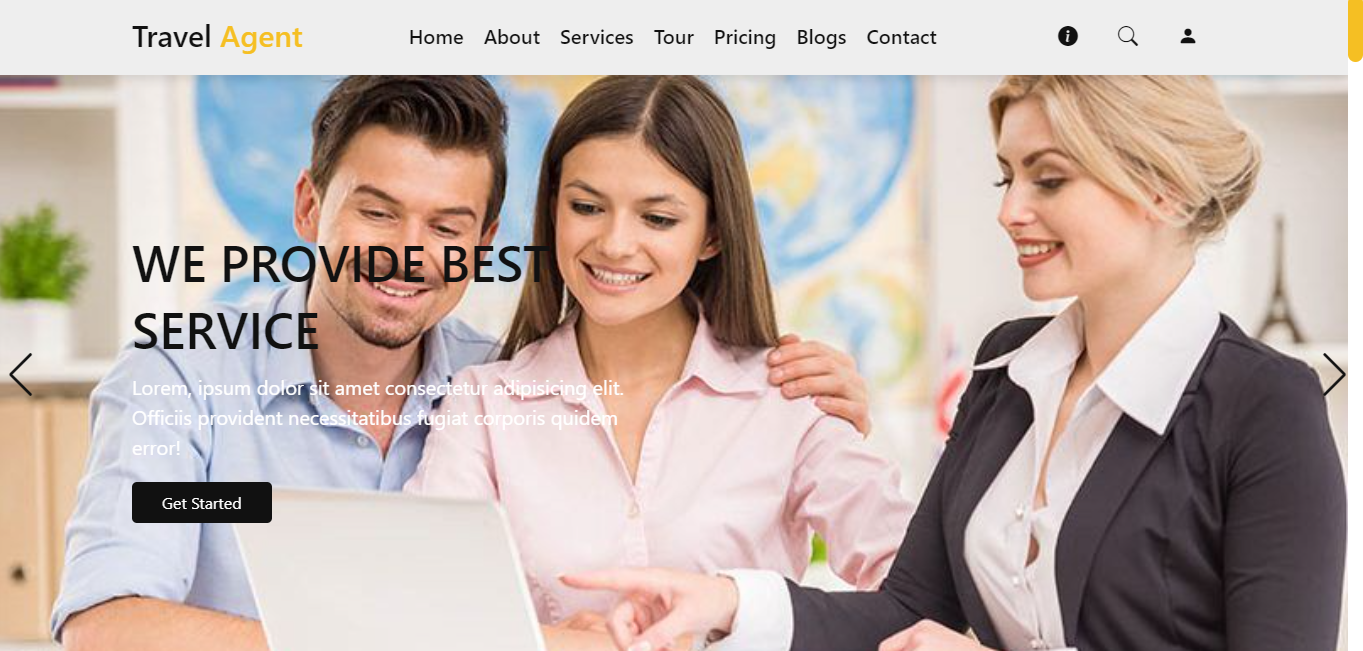 Travel Agent
Home About Services Tour Pricing Blogs Contact
WE PROVIDE BEST
SERVICE
Lorem, ipsum dolor sit amet consectetur adipisicing elit.
Officiis provident necessitatibus fugiat corporis quidem
error!
Get Started